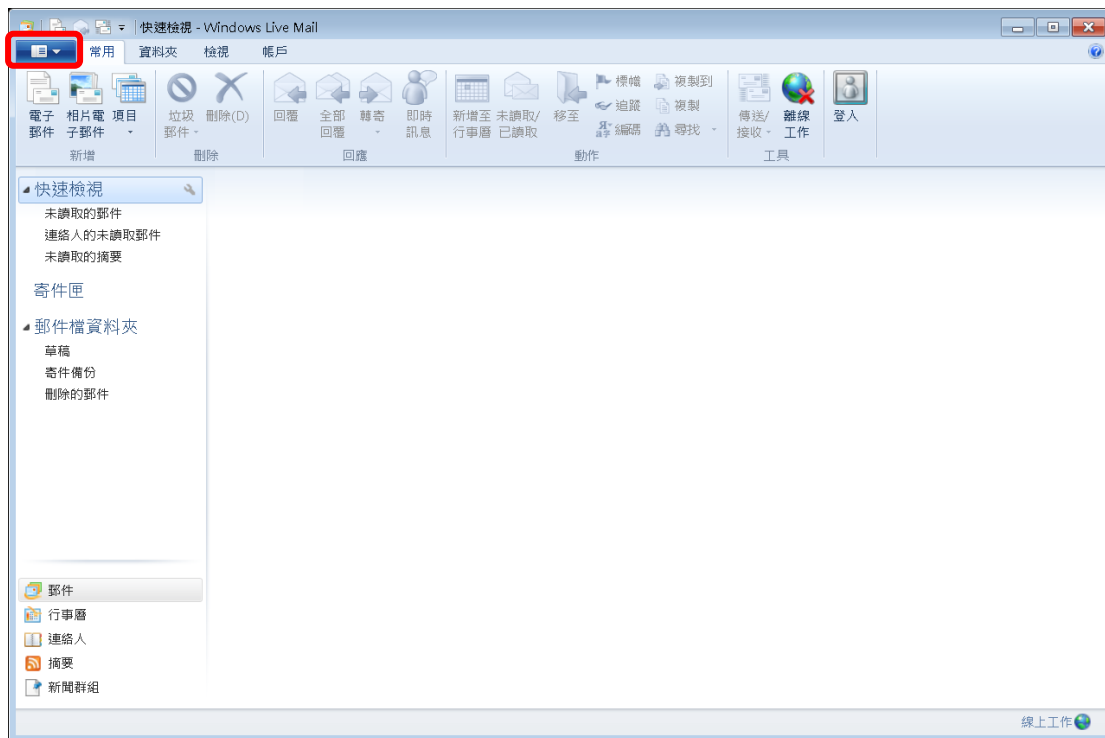 快速檢視 - Windows Live Mail
常用 資料夾 檢視 帳戶
電子郵件 相片電子郵件 項目 垃圾郵件 刪除(D) 回覆 全部回覆 轉寄 即時訊息 新增至行事曆 未讀取/已讀取 移至 標幟 追蹤 編碼 複製到 複製 尋找 傳送/接收 離線工作 登入
新增 刪除 回應 動作 工具
快速檢視
未讀取的郵件
連絡人的未讀取郵件
未讀取的摘要
寄件匣
郵件檔資料夾
草稿
寄件備份
刪除的郵件
郵件
行事曆
連絡人
摘要
新聞群組
線上工作